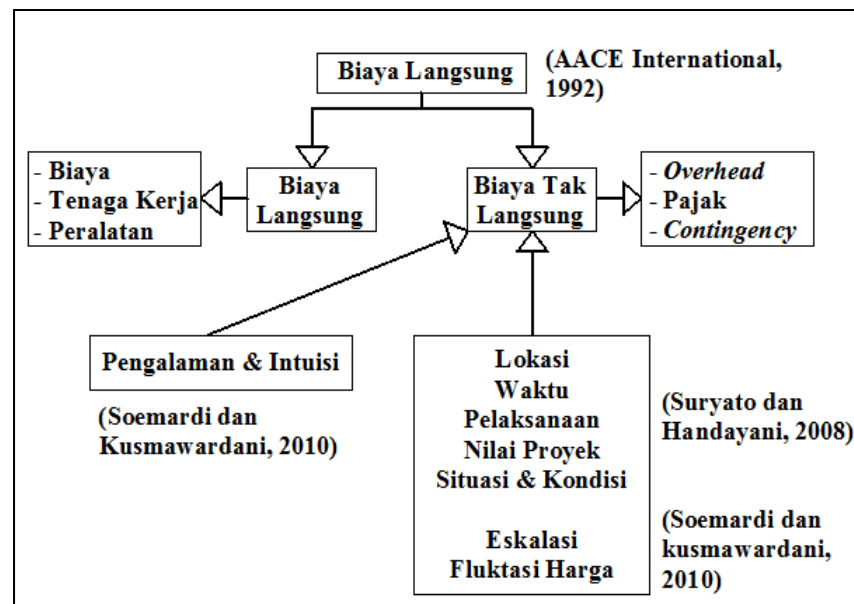 Biaya Langsung
(AACE International,
1992)
- Biaya
- Tenaga Kerja
- Peralatan
Biaya
Langsung
Biaya Tak
Langsung
- Overhead
- Pajak
- Contingency
Pengalaman & Intuisi
(Soemardi dan
Kusmawardani, 2010)
Lokasi
Waktu
Pelaksanaan
Nilai Proyek
Situasi & Kondisi
Eskalasi
Fluktasi Harga
(Suryato dan
Handayani, 2008)
(Soemardi dan
kusmawardani,
2010)